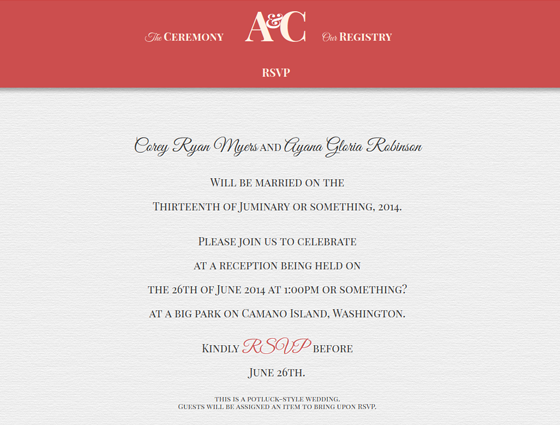 The Ceremony
A&C
Our Registry
RSVP
Corey Ryan Myers and Ayana Gloria Robinson
Will be married on the
Thirteenth of Juminary or something, 2014.
Please join us to celebrate
at a reception being held on
the 26th of June 2014 at 1:00pm or something?
at a big park on Camano Island, Washington.
Kindly RSVP before
June 26th.
this is a potluck-style wedding.
Guests will be assigned an item to bring upon RSVP.